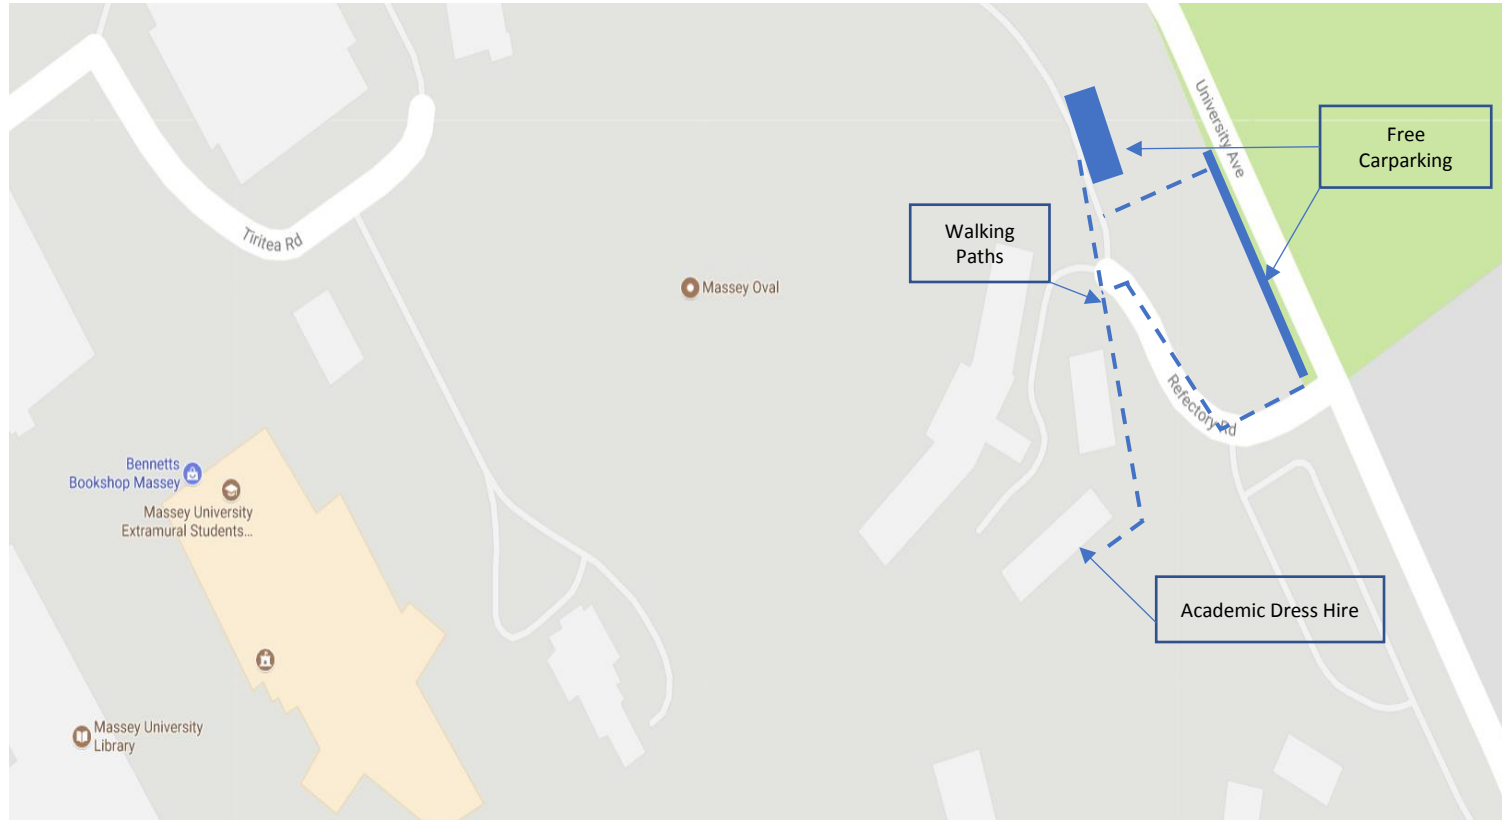 University Ave
Free
Carparking
Walking
Paths
Tiritea Rd
Massey Oval
Refectory Rd
Bennetts
Bookshop Massey
Massey University
Extramural Students...
Academic Dress Hire
Massey University
Library